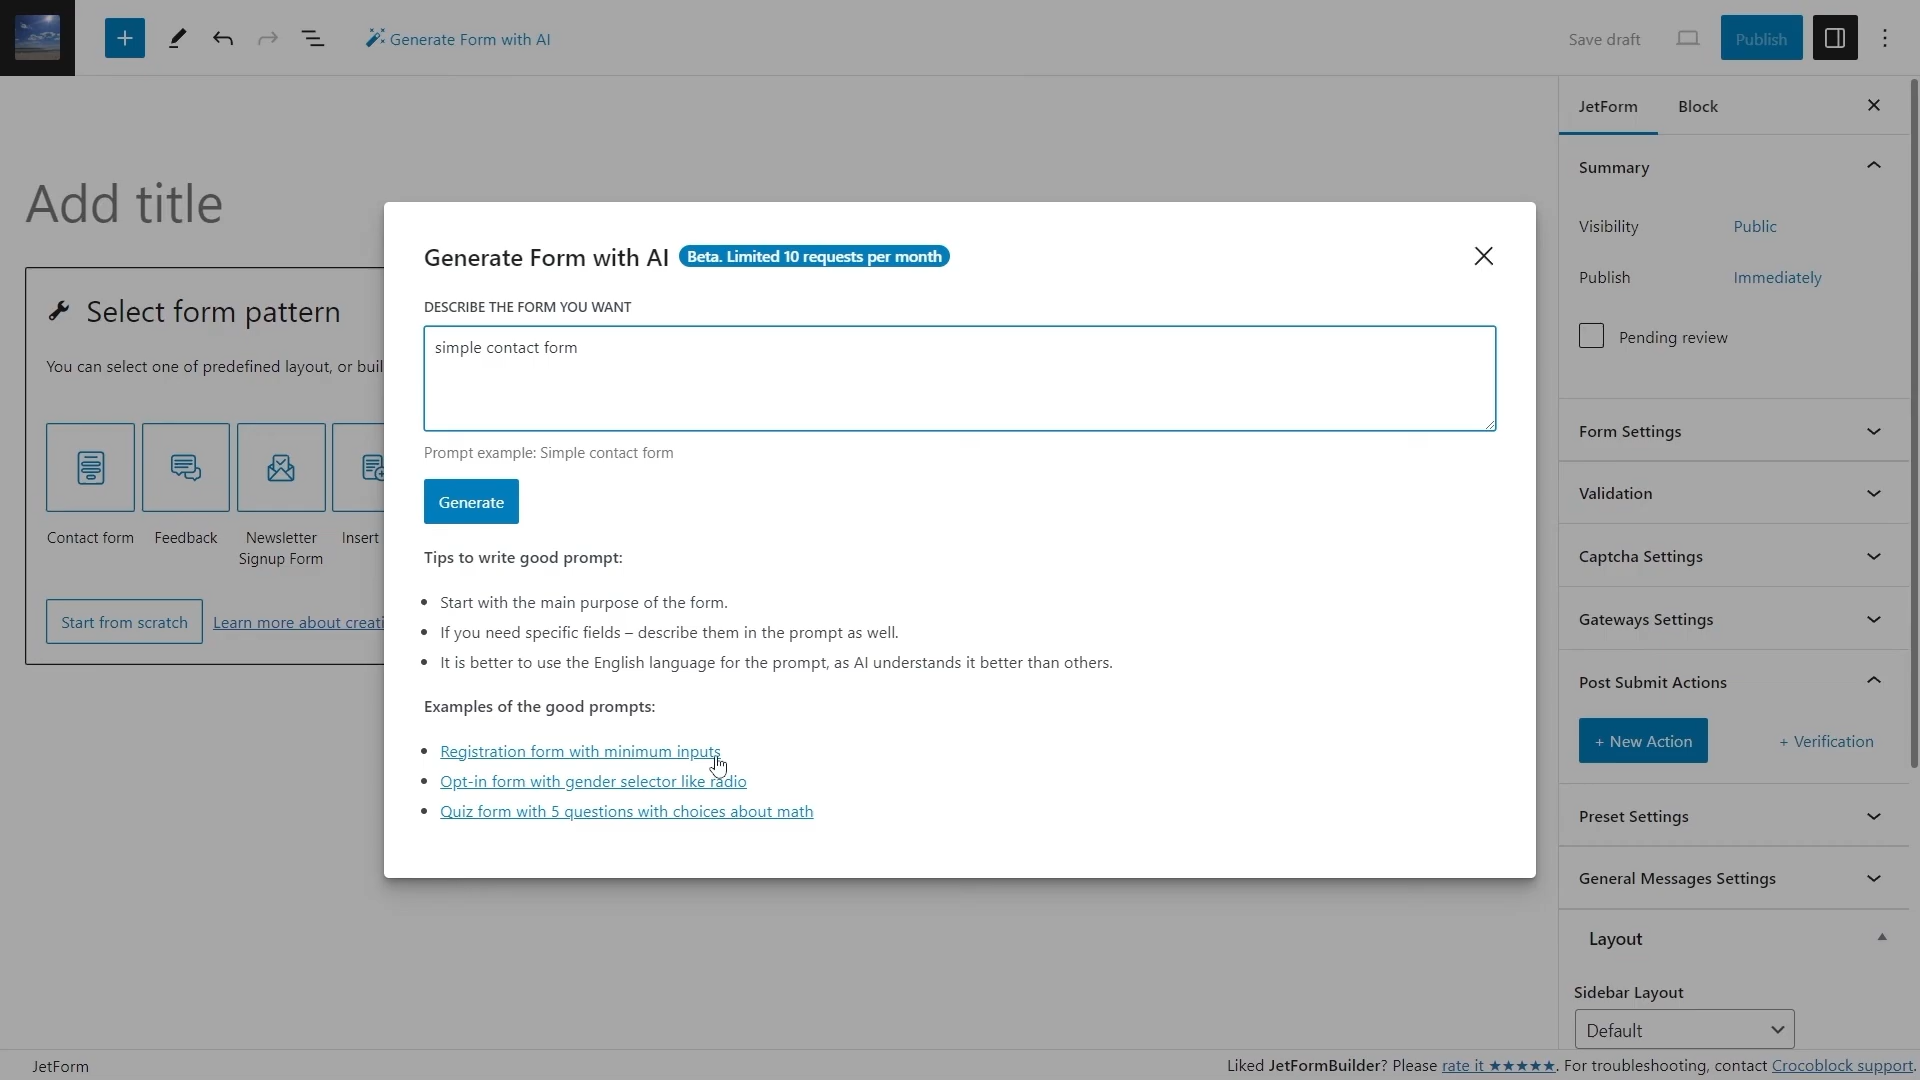 Generate Form with AI
Save draft
Publish
JetForm
Block
Add title
Summary
Visibility
Public
Publish
Immediately
Pending review
Select form pattern
You can select one of predefined layout, or buil
Contact form
Feedback
Newsletter
Signup Form
Insert
Start from scratch
Learn more about creati
Generate Form with AI
Beta. Limited 10 requests per month
DESCRIBE THE FORM YOU WANT
simple contact form
Prompt example: Simple contact form
Generate
Tips to write good prompt:
Start with the main purpose of the form.
If you need specific fields – describe them in the prompt as well.
It is better to use the English language for the prompt, as AI understands it better than others.
Examples of the good prompts:
Registration form with minimum inputs
Opt-in form with gender selector like radio
Quiz form with 5 questions with choices about math
Form Settings
Validation
Captcha Settings
Gateways Settings
Post Submit Actions
+ New Action
+ Verification
Preset Settings
General Messages Settings
Layout
Sidebar Layout
Default
JetForm
Liked JetFormBuilder? Please rate it ★★★★★. For troubleshooting, contact Crocoblock support.